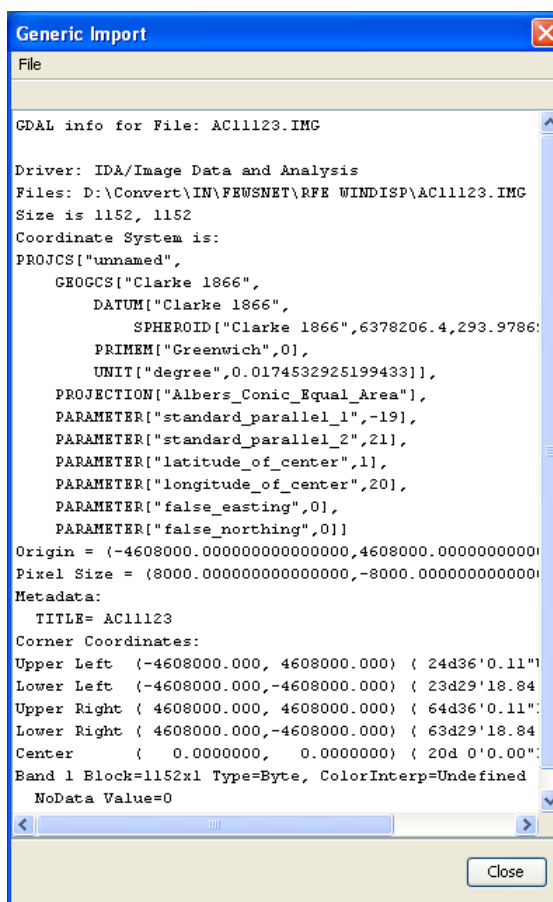 Generic Import
File
GDAL info for File: AC11123.IMG
Driver: IDA/Image Data and Analysis
Files: D:\Convert\IN\FEWSNET\RFE WINDISP\AC11123.IMG
Size is 1152, 1152
Coordinate System is:
PROJCS["unnamed",
    GEOGCS["Clarke 1866",
        DATUM["Clarke 1866",
            SPHEROID["Clarke 1866",6378206.4,293.9786
        PRIMEM["Greenwich",0],
        UNIT["degree",0.0174532925199433]],
    PROJECTION["Albers_Conic_Equal_Area"],
    PARAMETER["standard_parallel_1",-19],
    PARAMETER["standard_parallel_2",21],
    PARAMETER["latitude_of_center",1],
    PARAMETER["longitude_of_center",20],
    PARAMETER["false_easting",0],
    PARAMETER["false_northing",0]]
Origin = (-4608000.000000000000000,4608000.0000000000
Pixel Size = (8000.000000000000000,-8000.000000000000
Metadata:
  TITLE= AC11123
Corner Coordinates:
Upper Left  (-4608000.000, 4608000.000) ( 24d36'0.11"
Lower Left  (-4608000.000,-4608000.000) ( 23d29'18.84
Upper Right ( 4608000.000, 4608000.000) ( 64d36'0.11"
Lower Right ( 4608000.000,-4608000.000) ( 63d29'18.84
Center      (   0.0000000,   0.0000000) ( 20d 0'0.00"
Band 1 Block=1152x1 Type=Byte, ColorInterp=Undefined
  NoData Value=0
Close